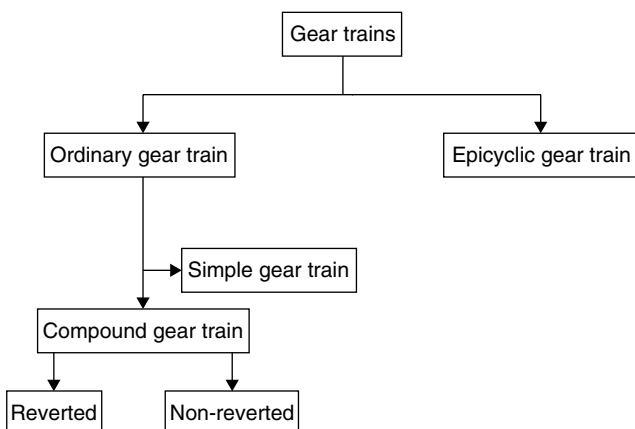 Gear trains
Ordinary gear train
Epicyclic gear train
Simple gear train
Compound gear train
Reverted
Non-reverted